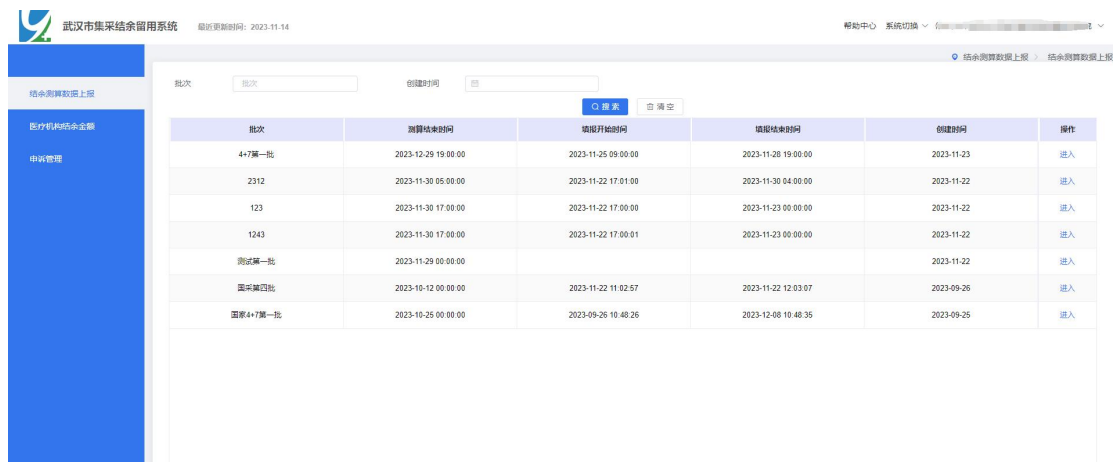 武汉市集采结余留用系统 最近更新时间：2023-11-14 帮助中心 系统切换
结余测算数据上报 结余测算数据上报
结余测算数据上报
医疗机构结余金额
申诉管理
批次 批次 创建时间
搜索 清空
批次 测算结束时间 填报开始时间 填报结束时间 创建时间 操作
4+7第一批 2023-12-29 19:00:00 2023-11-25 09:00:00 2023-11-28 19:00:00 2023-11-23 进入
2312 2023-11-30 05:00:00 2023-11-22 17:01:00 2023-11-30 04:00:00 2023-11-22 进入
123 2023-11-30 17:00:00 2023-11-22 17:00:00 2023-11-23 00:00:00 2023-11-22 进入
1243 2023-11-30 17:00:00 2023-11-22 17:00:01 2023-11-23 00:00:00 2023-11-22 进入
测试第一批 2023-11-29 00:00:00 2023-11-22 进入
国采第四批 2023-10-12 00:00:00 2023-11-22 11:02:57 2023-11-22 12:03:07 2023-09-26 进入
国家4+7第一批 2023-10-25 00:00:00 2023-09-26 10:48:26 2023-12-08 10:48:35 2023-09-25 进入